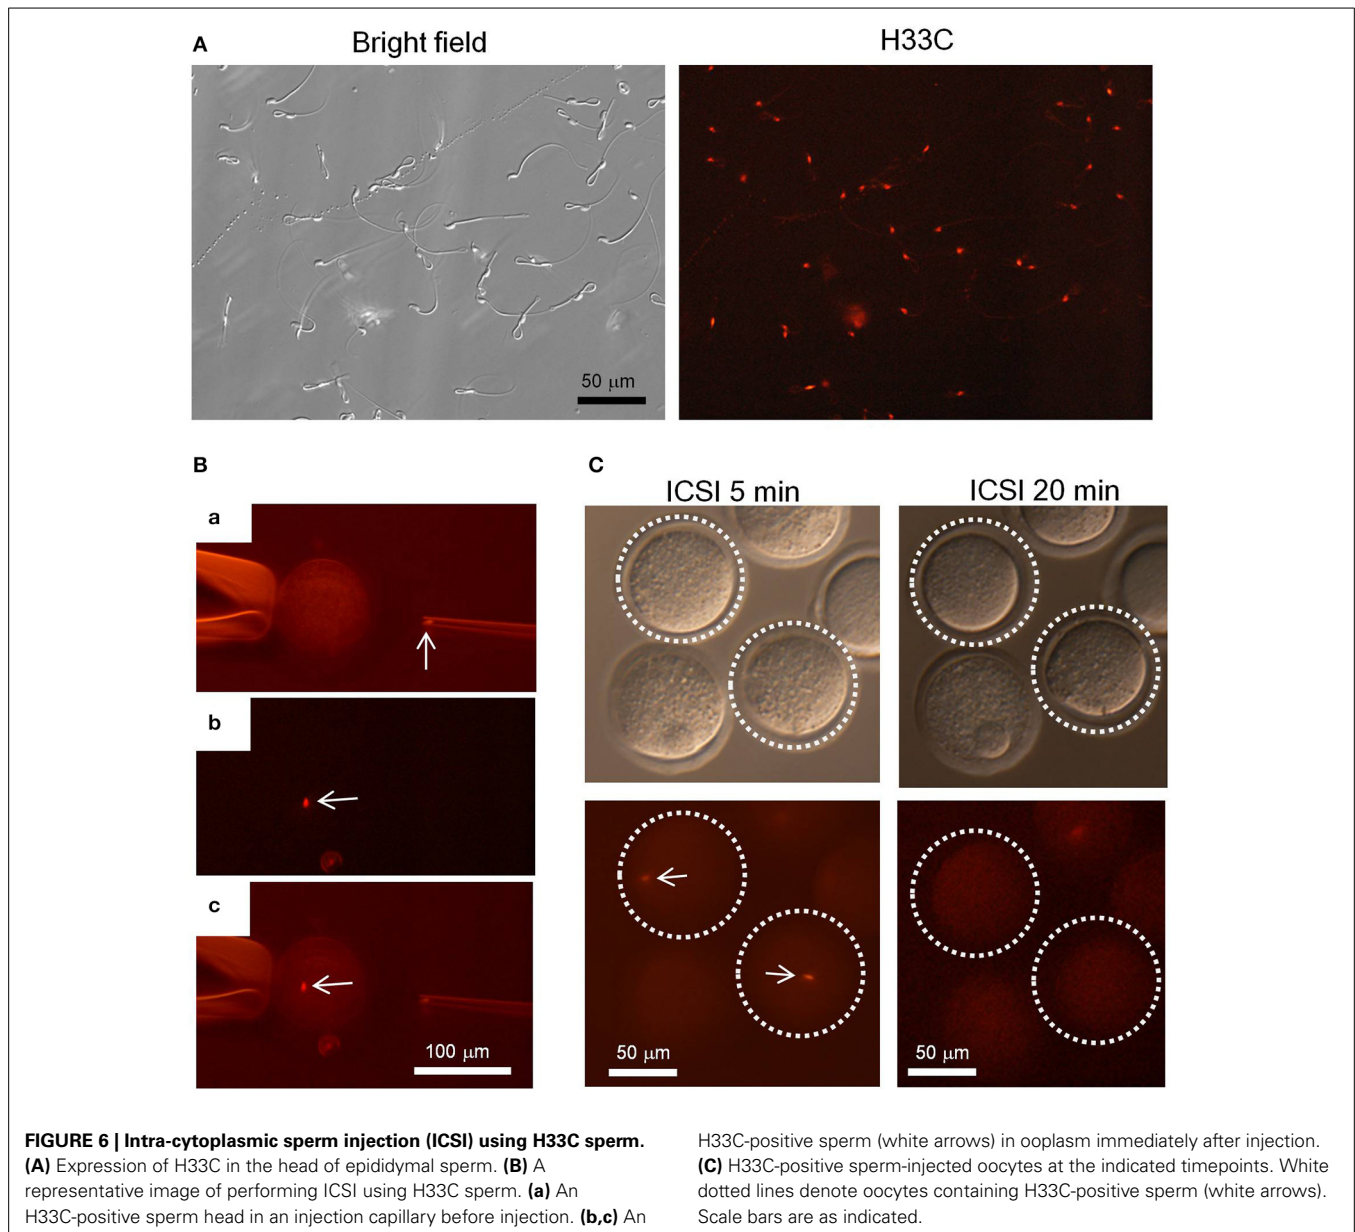 A
Bright field
H33C
50 μm
B
a
b
c
100 μm
C
ICSI 5 min
ICSI 20 min
50 μm
50 μm
FIGURE 6 | Intra-cytoplasmic sperm injection (ICSI) using H33C sperm.
(A) Expression of H33C in the head of epididymal sperm. (B) A
representative image of performing ICSI using H33C sperm. (a) An
H33C-positive sperm head in an injection capillary before injection. (b,c) An
H33C-positive sperm (white arrows) in ooplasm immediately after injection.
(C) H33C-positive sperm-injected oocytes at the indicated timepoints. White
dotted lines denote oocytes containing H33C-positive sperm (white arrows).
Scale bars are as indicated.